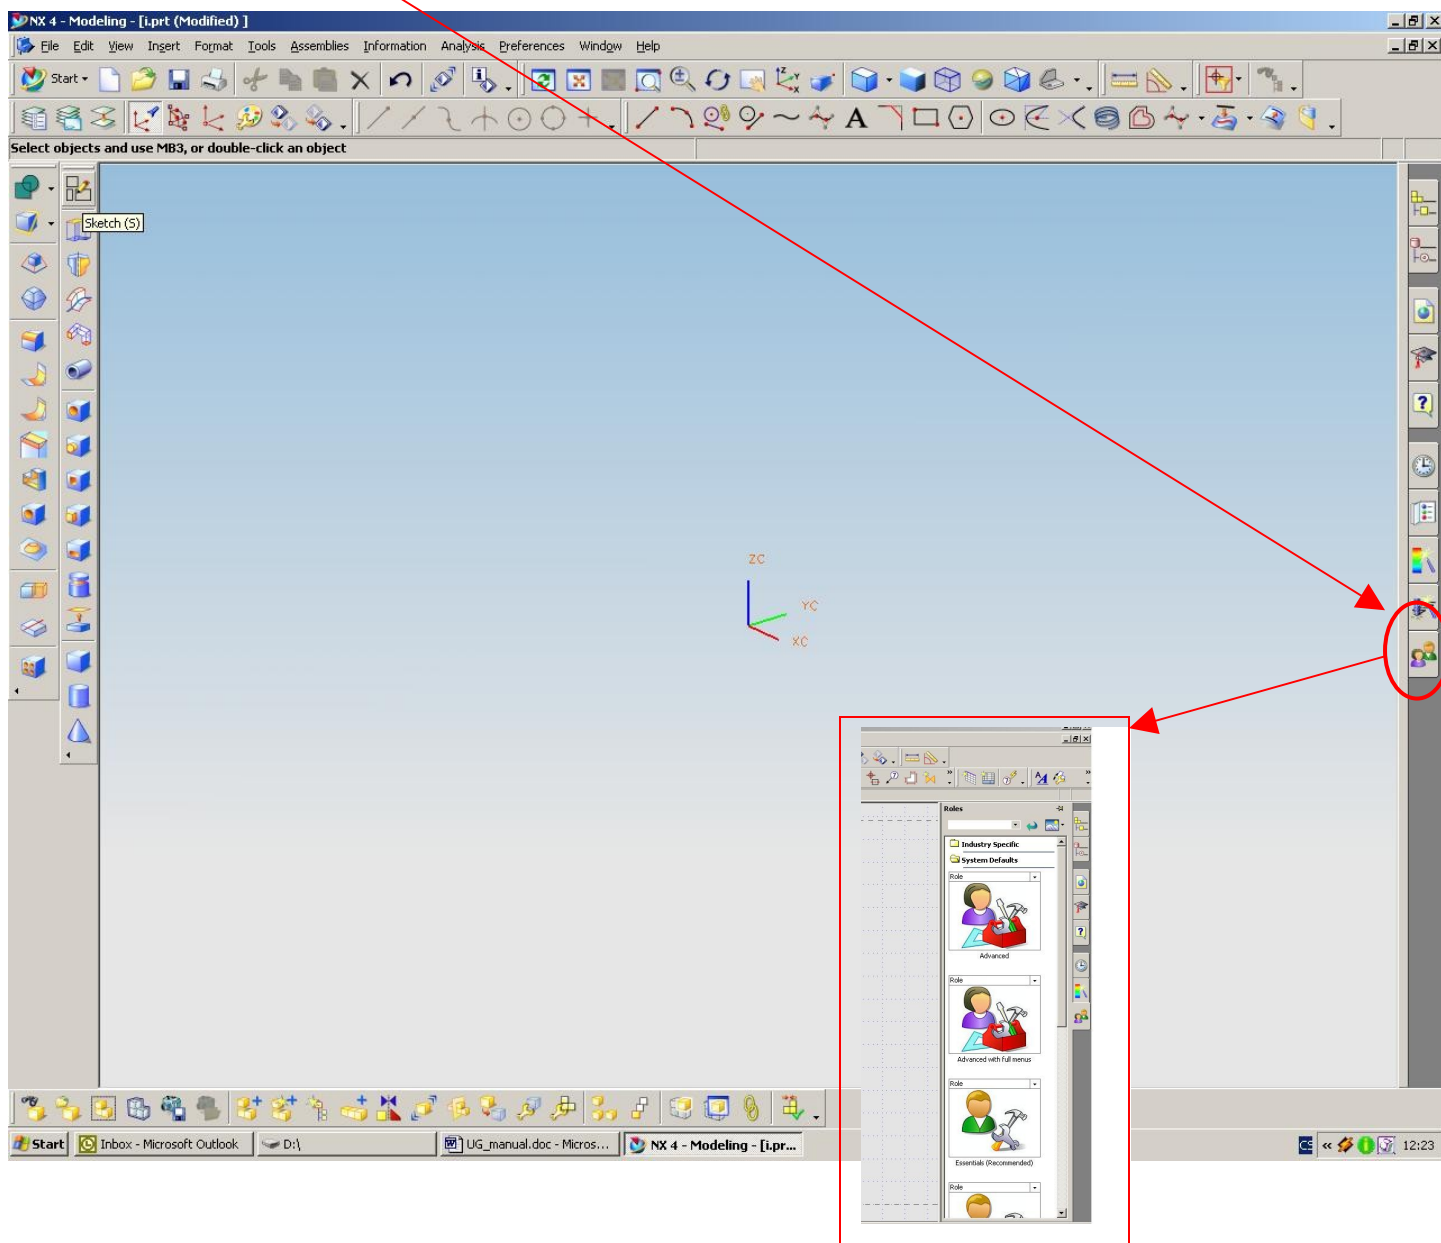 NX 4 - Modeling - [i.prt (Modified) ]
File Edit View Insert Format Tools Assemblies Information Analysis Preferences Window Help
Start
A
Select objects and use MB3, or double-click an object
Sketch (S)
ZC
YC
XC
Roles
Industry Specific
System Defaults
Role
Advanced
Role
Advanced with full menus
Role
Essentials (Recommended)
Role
Start
Inbox - Microsoft Outlook
D:\
UG_manual.doc - Micros...
NX 4 - Modeling - [i.pr...
CS
12:23